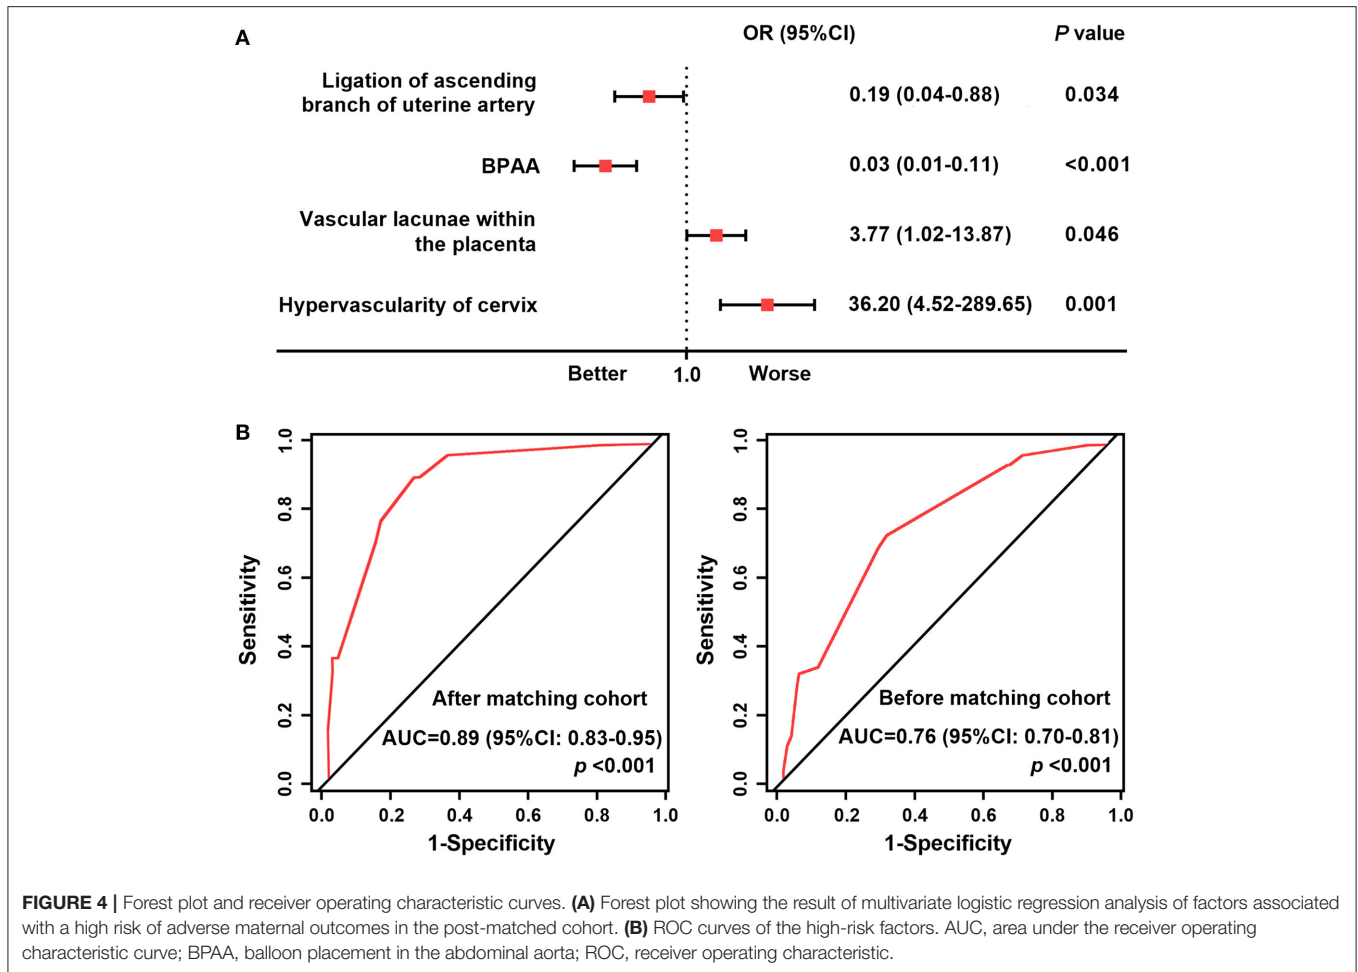 A
OR (95%CI)
P value
Ligation of ascending
branch of uterine artery
0.19 (0.04-0.88)
0.034
BPAA
0.03 (0.01-0.11)
<0.001
Vascular lacunae within
the placenta
3.77 (1.02-13.87)
0.046
Hypervascularity of cervix
36.20 (4.52-289.65)
0.001
Better
1.0
Worse
B
Sensitivity
1.0
0.8
0.6
0.4
0.2
0.0
After matching cohort
AUC=0.89 (95%CI: 0.83-0.95)
p <0.001
0.0 0.2 0.4 0.6 0.8 1.0
1-Specificity
Sensitivity
1.0
0.8
0.6
0.4
0.2
0.0
Before matching cohort
AUC=0.76 (95%CI: 0.70-0.81)
p <0.001
0.0 0.2 0.4 0.6 0.8 1.0
1-Specificity
FIGURE 4 | Forest plot and receiver operating characteristic curves. (A) Forest plot showing the result of multivariate logistic regression analysis of factors associated
with a high risk of adverse maternal outcomes in the post-matched cohort. (B) ROC curves of the high-risk factors. AUC, area under the receiver operating
characteristic curve; BPAA, balloon placement in the abdominal aorta; ROC, receiver operating characteristic.